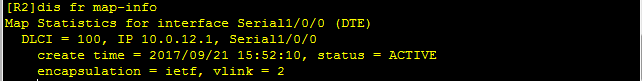 [R2]dis fr map-info
Map Statistics for interface Serial1/0/0 (DTE)
DLCI = 100, IP 10.0.12.1, Serial1/0/0
create time = 2017/09/21 15:52:10, status = ACTIVE
encapsulation = ietf, vlink = 2